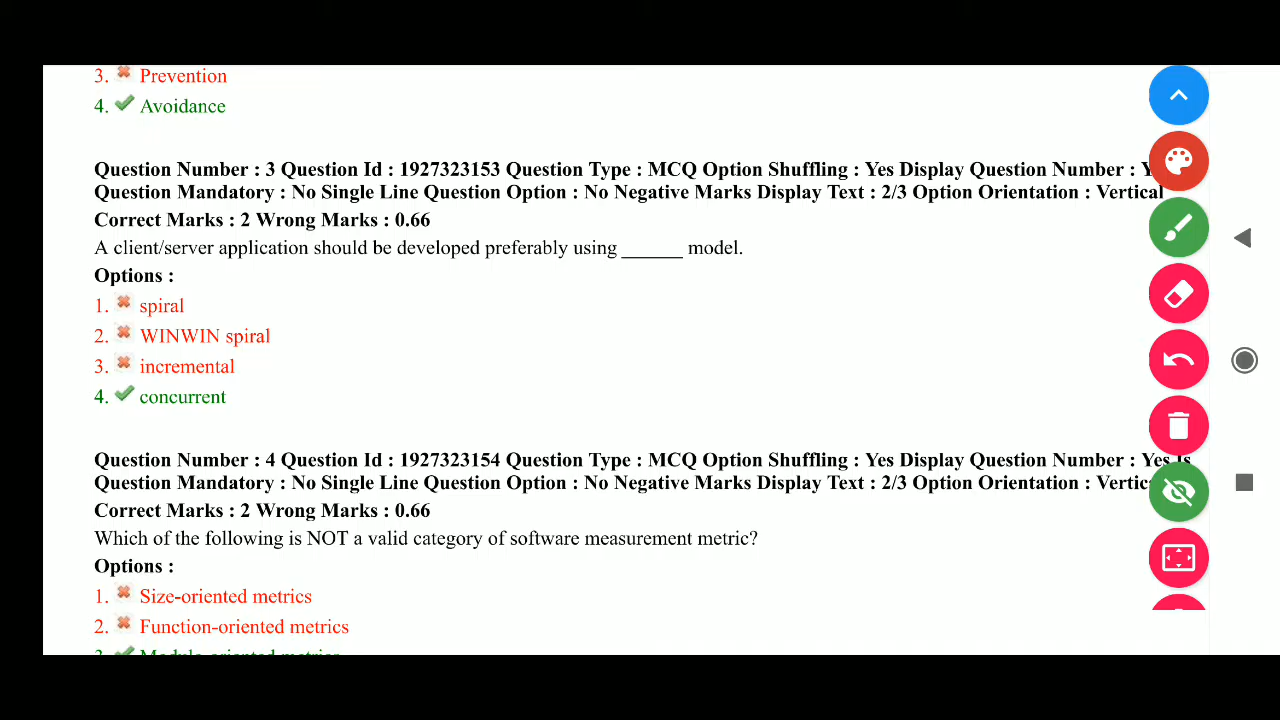 3. Prevention
4. Avoidance
Question Number : 3 Question Id : 1927323153 Question Type : MCQ Option Shuffling : Yes Display Question Number :
Question Mandatory : No Single Line Question Option : No Negative Marks Display Text : 2/3 Option Orientation : Vertical
Correct Marks : 2 Wrong Marks : 0.66
A client/server application should be developed preferably using ______ model.
Options :
1. spiral
2. WINWIN spiral
3. incremental
4. concurrent
Question Number : 4 Question Id : 1927323154 Question Type : MCQ Option Shuffling : Yes Display Question Number : Yes Is
Question Mandatory : No Single Line Question Option : No Negative Marks Display Text : 2/3 Option Orientation :
Correct Marks : 2 Wrong Marks : 0.66
Which of the following is NOT a valid category of software measurement metric?
Options :
1. Size-oriented metrics
2. Function-oriented metrics
3. Module-oriented metrics